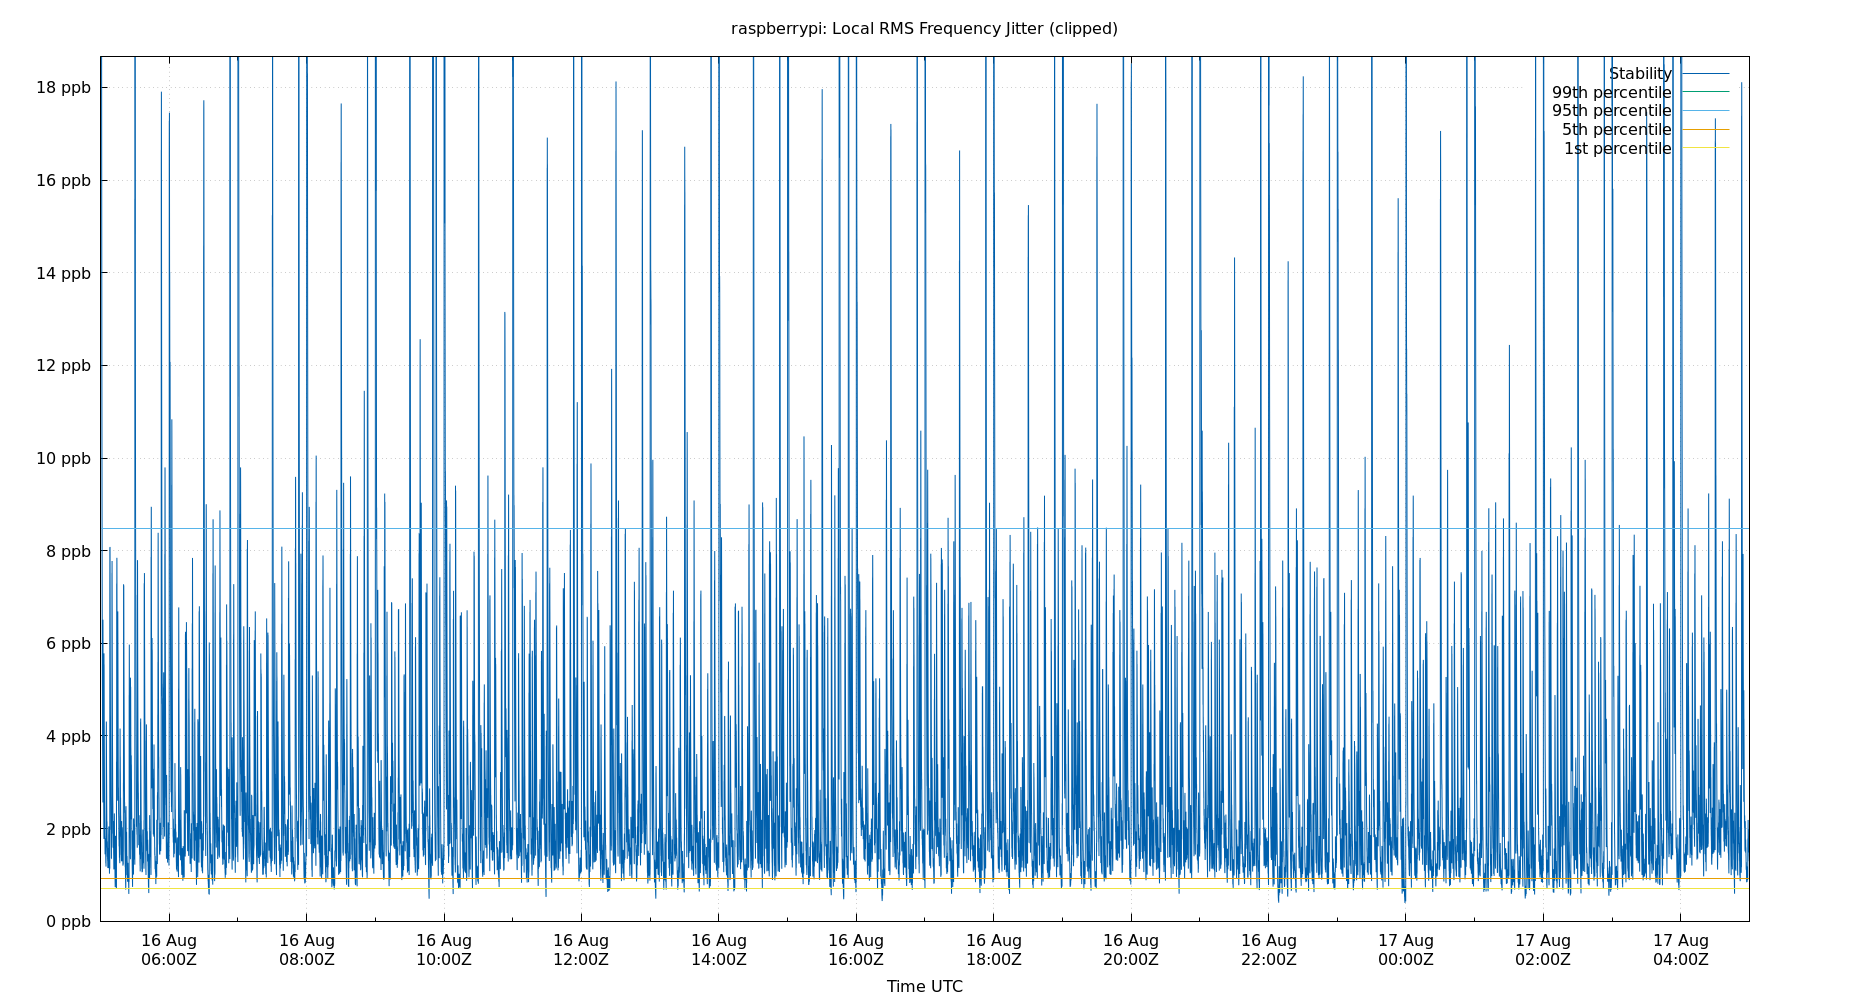 raspberrypi: Local RMS Frequency Jitter (clipped)
Stability
99th percentile
95th percentile
5th percentile
1st percentile
18 ppb
16 ppb
14 ppb
12 ppb
10 ppb
8 ppb
6 ppb
4 ppb
2 ppb
0 ppb
16 Aug 16 Aug 16 Aug 16 Aug 16 Aug 16 Aug 16 Aug 16 Aug 16 Aug 17 Aug 17 Aug 17 Aug
06:00Z 08:00Z 10:00Z 12:00Z 14:00Z 16:00Z 18:00Z 20:00Z 22:00Z 00:00Z 02:00Z 04:00Z
Time UTC